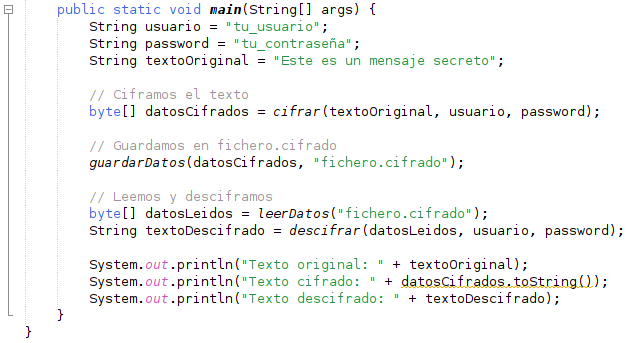 public static void main(String[] args) {
String usuario = "tu_usuario";
String password = "tu_contraseña";
String textoOriginal = "Este es un mensaje secreto";
// Ciframos el texto
byte[] datosCifrados = cifrar(textoOriginal, usuario, password);
// Guardamos en fichero.cifrado
guardarDatos(datosCifrados, "fichero.cifrado");
// Leemos y desciframos
byte[] datosLeidos = leerDatos("fichero.cifrado");
String textoDescifrado = descifrar(datosLeidos, usuario, password);
System.out.println("Texto original: " + textoOriginal);
System.out.println("Texto cifrado: " + datosCifrados.toString());
System.out.println("Texto descifrado: " + textoDescifrado);
}
}